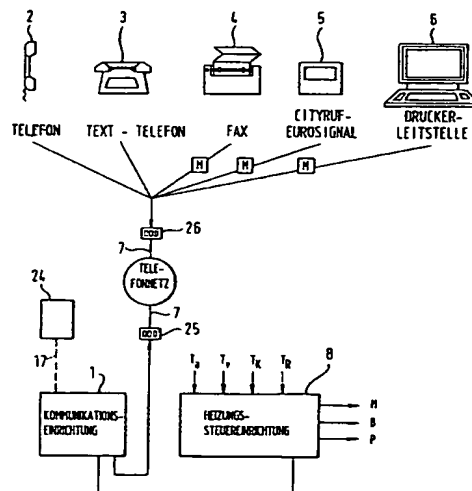 2
3
4
5
6
TELEFON
TEXT - TELEFON
FAX
CITYRUF-
EUROSIGNAL
DRUCKER-
LEITSTELLE
M
M
M
26
7
TELE-
FONNETZ
7
25
24
17
1
KOMMUNIKATIONS-
EINRICHTUNG
Ta Tv TK TR
8
HEIZUNGS-
STEUEREINRICHTUNG
M
B
P